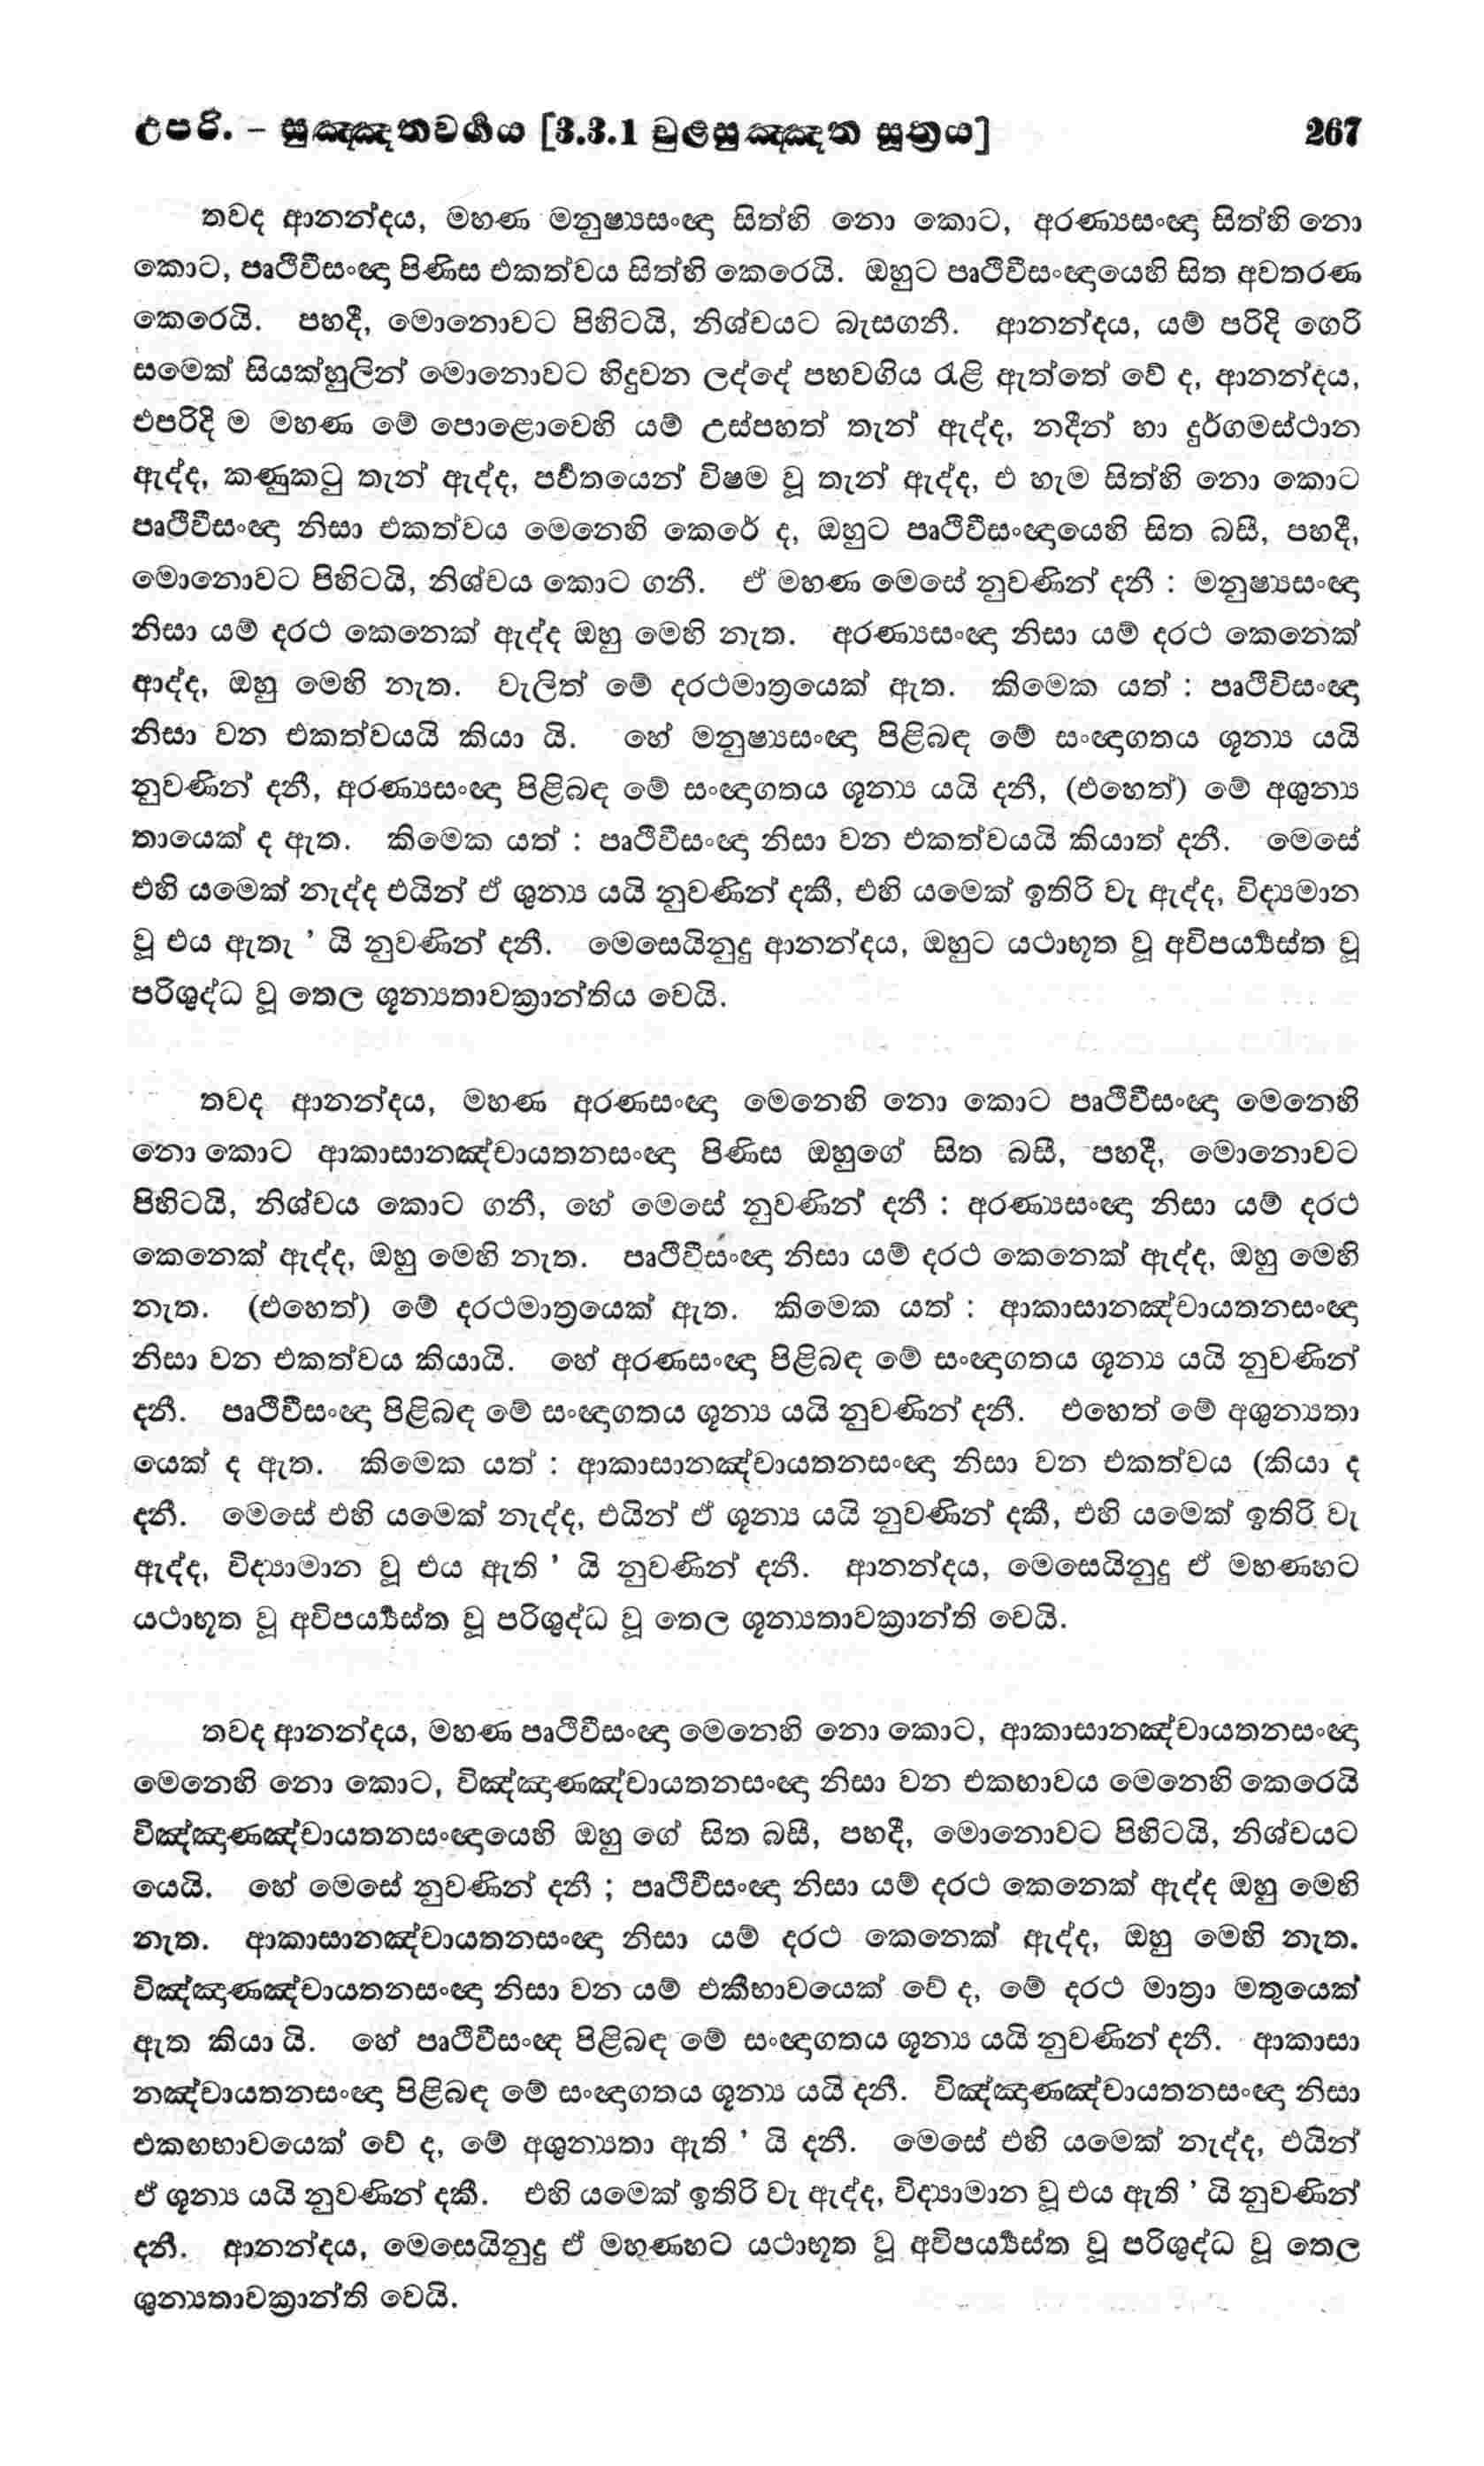 උපරි. – සුඤ්ඤතවර්‍ගය [3.3.1 චුළසුඤ්ඤත සූත්‍රය] 267
තවද ආනන්දය, මහණ මනුෂ්‍යසංඥා සිත්හි නො කොට, අරණ්‍යසංඥා සිත්හි නො
කොට, පෘථිවීසංඥා පිණිස එකත්වය සිත්හි කෙරෙයි. ඔහුට පෘථිවීසංඥායෙහි සිත අවතරණ
කෙරෙයි. පහදී, මොනොවට පිහිටයි, නිශ්චයට බැසගනී. ආනන්දය, යම් පරිදි ගෙරි
සමෙක් සියක්හුලින් මොනොවට හිදුවන ලද්දේ පහවගිය රැළි ඇත්තේ වේ ද, ආනන්දය,
එපරිදි ම මහණ මේ පොළොවෙහි යම් උස්පහත් තැන් ඇද්ද, නදීන් හා දුර්ගමස්ථාන
ඇද්ද, කණුකටු තැන් ඇද්ද, පර්‍වතයෙන් විෂම වූ තැන් ඇද්ද, එ හැම සිත්හි නො කොට
පෘථිවීසංඥා නිසා එකත්වය මෙනෙහි කෙරේ ද, ඔහුට පෘථිවීසංඥායෙහි සිත බසී, පහදී,
මොනොවට පිහිටයි, නිශ්චය කොට ගනී. ඒ මහණ මෙසේ නුවණින් දනී : මනුෂ්‍යසංඥා
නිසා යම් දරථ කෙනෙක් ඇද්ද ඔහු මෙහි නැත. අරණ්‍යසංඥා නිසා යම් දරථ කෙනෙක්
ආද්ද, ඔහු මෙහි නැත. වැලිත් මේ දරථමාත්‍රයෙක් ඇත. කිමෙක යත් : පෘථිවිසංඥා
නිසා වන එකත්වයයි කියා යි. හේ මනුෂ්‍යසංඥා පිළිබඳ මේ සංඥාගතය ශූන්‍ය යයි
නුවණින් දනී, අරණ්‍යසංඥා පිළිබඳ මේ සංඥාගතය ශූන්‍ය යයි දනී, (එහෙත්) මේ අශුන්‍ය
තායෙක් ද ඇත. කිමෙක යත් : පෘථිවීසංඥා නිසා වන එකත්වයයි කියාත් දනී. මෙසේ
එහි යමෙක් නැද්ද එයින් ඒ ශුන්‍ය යයි නුවණින් දකී, එහි යමෙක් ඉතිරි වැ ඇද්ද, විද්‍යමාන
වූ එය ඇතැ ’ යි නුවණින් දනී. මෙසෙයිනුදු ආනන්දය, ඔහුට යථාභූත වූ අවිපර්‍ය්‍යස්ත වූ
පරිශුද්ධ වූ තෙල ශූන්‍යතාවක්‍රාන්තිය වෙයි.
තවද ආනන්දය, මහණ අරණසංඥා මෙනෙහි නො කොට පෘථිවීසංඥා මෙනෙහි
නො කොට ආකාසානඤ්චායතනසංඥා පිණිස ඔහුගේ සිත බසී, පහදී, මොනොවට
පිහිටයි, නිශ්චය කොට ගනී, හේ මෙසේ නුවණින් දනී : අරණ්‍යසංඥා නිසා යම් දරථ
කෙනෙක් ඇද්ද, ඔහු මෙහි නැත. පෘථිවීසංඥා නිසා යම් දරථ කෙනෙක් ඇද්ද, ඔහු මෙහි
නැත. (එහෙත්) මේ දරථමාත්‍රයෙක් ඇත. කිමෙක යත් : ආකාසානඤ්චායතනසංඥා
නිසා වන එකත්වය කියායි. හේ අරණසංඥා පිළිබඳ මේ සංඥාගතය ශූන්‍ය යයි නුවණින්
දනී. පෘථිවීසංඥා පිළිබඳ මේ සංඥාගතය ශූන්‍ය යයි නුවණින් දනී. එහෙත් මේ අශුන්‍යතා
යෙක් ද ඇත. කිමෙක යත් : ආකාසානඤ්චායතනසංඥා නිසා වන එකත්වය (කියා ද
දනී. මෙසේ එහි යමෙක් නැද්ද, එයින් ඒ ශූන්‍ය යයි නුවණින් දකී, එහි යමෙක් ඉතිරි වැ
ඇද්ද, විද්‍යාමාන වූ එය ඇති ’ යි නුවණින් දනී. ආනන්දය, මෙසෙයිනුදු ඒ මහණහට
යථාභූත වූ අවිපර්‍ය්‍යස්ත වූ පරිශුද්ධ වූ තෙල ශූන්‍යතාවක්‍රාන්ති වෙයි.
තවද ආනන්දය, මහණ පෘථිවීසංඥා මෙනෙහි නො කොට, ආකාසානඤ්චායතනසංඥා
මෙනෙහි නො කොට, විඤ්ඤාණඤ්චායතනසංඥා නිසා වන එකභාවය මෙනෙහි කෙරෙයි
විඤ්ඤාණඤ්චායතනසංඥායෙහි ඔහු ගේ සිත බසී, පහදී, මොනොවට පිහිටයි, නිශ්චයට
යෙයි. හේ මෙසේ නුවණින් දනී ; පෘථිවීසංඥා නිසා යම් දරථ කෙනෙක් ඇද්ද ඔහු මෙහි
නැත. ආකාසානඤ්චායතනසංඥා නිසා යම් දරථ කෙනෙක් ඇද්ද, ඔහු මෙහි නැත.
විඤ්ඤාණඤ්චායතනසංඥා නිසා වන යම් එකීභාවයෙක් වේ ද, මේ දරථ මාත්‍රා මතුයෙක්
ඇත කියා යි. හේ පෘථිවීසංඥ පිළිබඳ මේ සංඥාගතය ශූන්‍ය යයි නුවණින් දනී. ආකාසා
නඤ්චායතනසංඥා පිළිබඳ මේ සංඥාගතය ශූන්‍ය යයි දනී. විඤ්ඤාණඤ්චායතනසංඥා නිසා
එකඟභාවයෙක් වේ ද, මේ අශුන්‍යතා ඇති ’ යි දනී. මෙසේ එහි යමෙක් නැද්ද, එයින්
ඒ ශූන්‍ය යයි නුවණින් දකී. එහි යමෙක් ඉතිරි වැ ඇද්ද, විද්‍යාමාන වූ එය ඇති ’ යි නුවණින්
දනී. ආනන්දය, මෙසෙයිනුදු ඒ මහණහට යථාභූත වූ අවිපර්‍ය්‍යස්ත වූ පරිශුද්ධ වූ තෙල
ශුන්‍යතාවක්‍රාන්ති වෙයි.